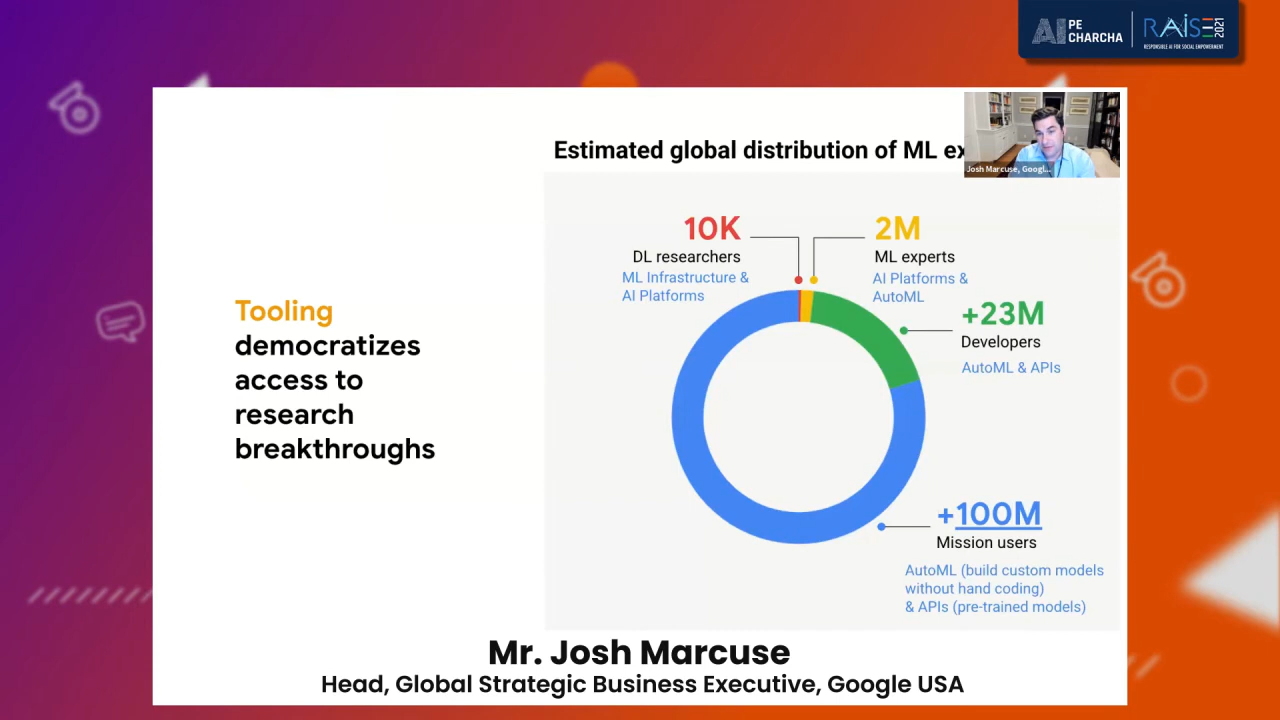 AI PE CHARCHA
RAISE 2021
RESPONSIBLE AI FOR SOCIAL EMPOWERMENT
Estimated global distribution of ML ex
Josh Marcuse, Googl...
Tooling
democratizes
access to
research
breakthroughs
10K
DL researchers
ML Infrastructure &
AI Platforms
2M
ML experts
AI Platforms &
AutoML
+23M
Developers
AutoML & APIs
+100M
Mission users
AutoML (build custom models
without hand coding)
& APIs (pre-trained models)
Mr. Josh Marcuse
Head, Global Strategic Business Executive, Google USA